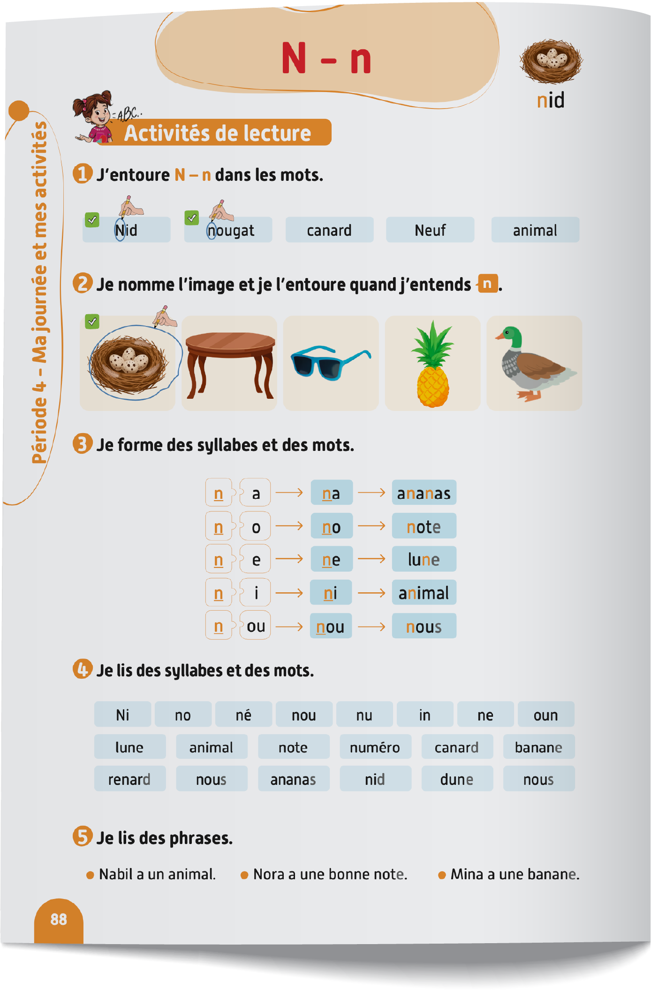 N – n
nid
A.B.C..
Activités de lecture
Période 4 – Ma journée et mes activités
1 J'entoure N – n dans les mots.
Nid nougat canard Neuf animal
2 Je nomme l'image et je l'entoure quand j'entends n .
3 Je forme des syllabes et des mots.
n a na ananas
n o no note
n e ne lune
n i ni animal
n ou nou nous
4 Je lis des syllabes et des mots.
Ni no né nou nu in ne oun
lune animal note numéro canard banane
renard nous ananas nid dune nous
5 Je lis des phrases.
Nabil a un animal. Nora a une bonne note. Mina a une banane.
88